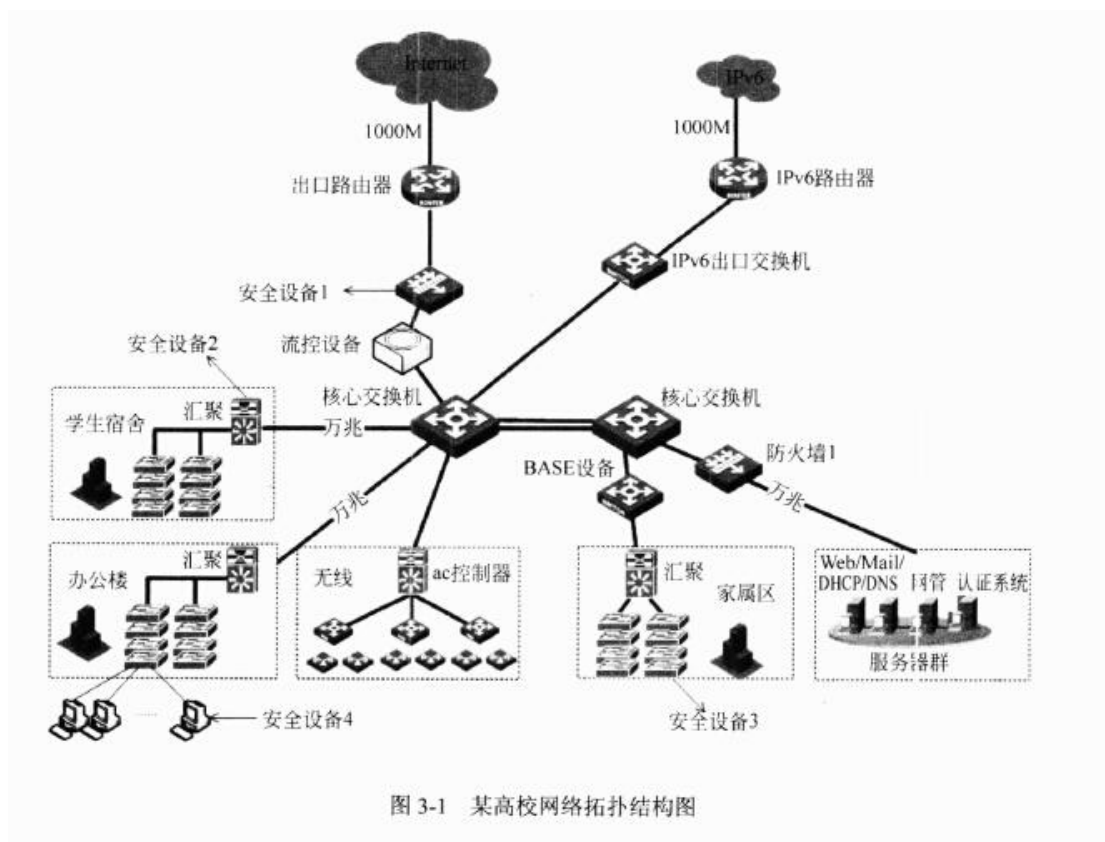 Internet
IPv6
1000M
1000M
出口路由器
IPv6路由器
IPv6出口交换机
安全设备1
流控设备
安全设备2
核心交换机
核心交换机
学生宿舍
汇聚
万兆
BASE设备
防火墙1
万兆
万兆
办公楼
汇聚
无线
ac控制器
汇聚
家属区
Web/Mail/
DHCP/DNS 网管 认证系统
服务器群
安全设备4
安全设备3
图 3-1 某高校网络拓扑结构图